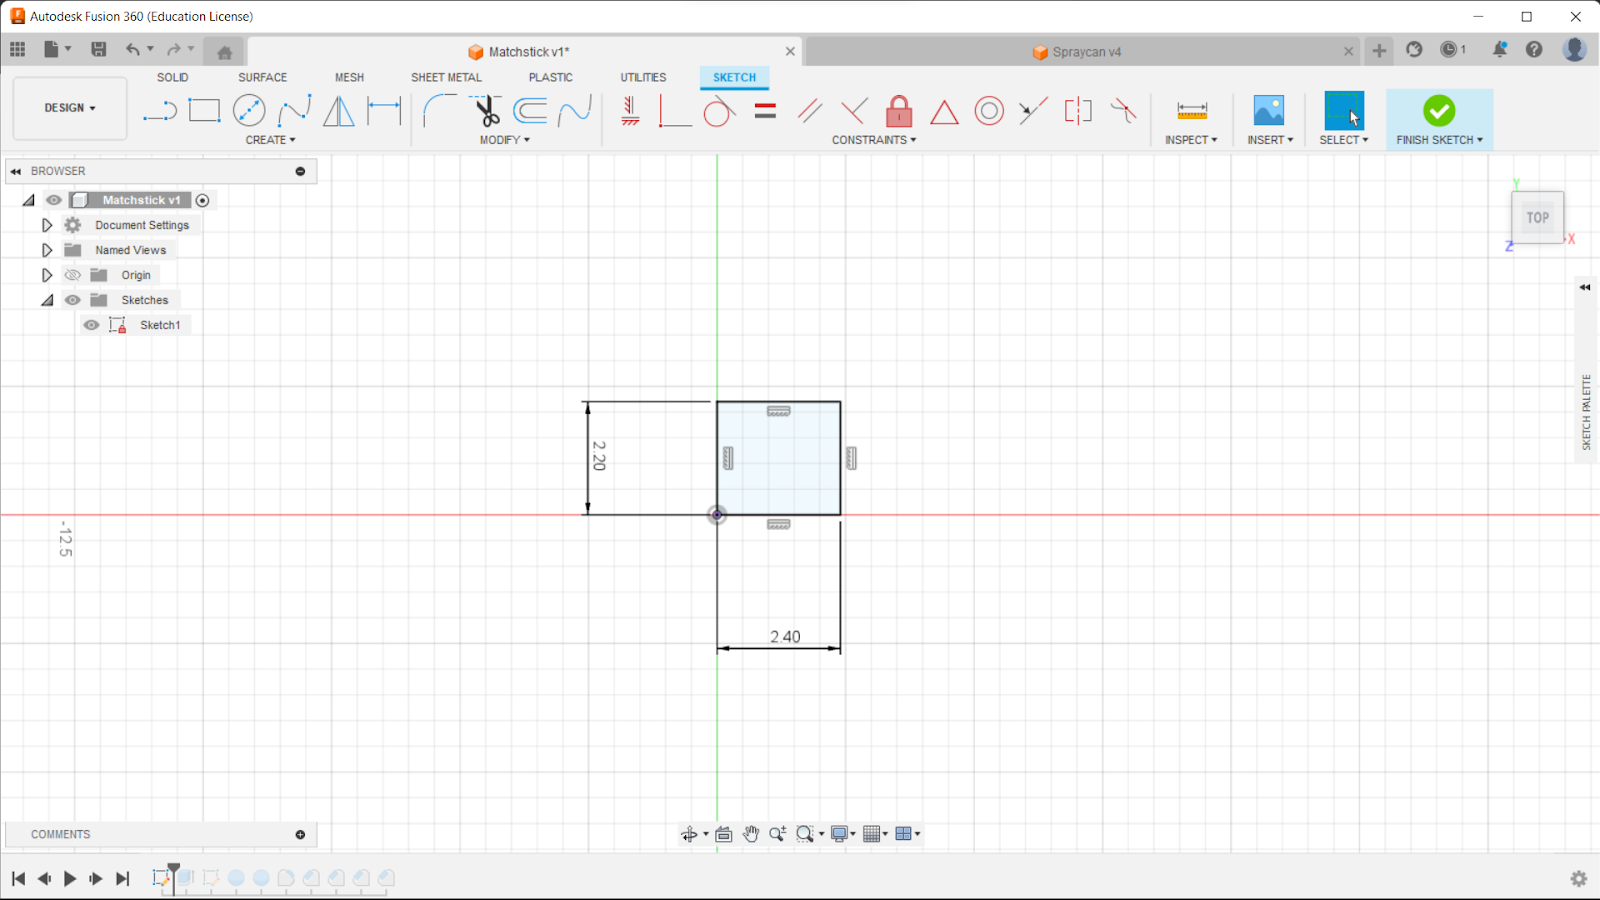 Autodesk Fusion 360 (Education License)
Matchstick v1*
Spraycan v4
1
DESIGN
SOLID
SURFACE
MESH
SHEET METAL
PLASTIC
UTILITIES
SKETCH
CREATE
MODIFY
CONSTRAINTS
INSPECT
INSERT
SELECT
FINISH SKETCH
BROWSER
Matchstick v1
Document Settings
Named Views
Origin
Sketches
Sketch1
Y
TOP
X
Z
SKETCH PALETTE
2.20
-12.5
2.40
COMMENTS